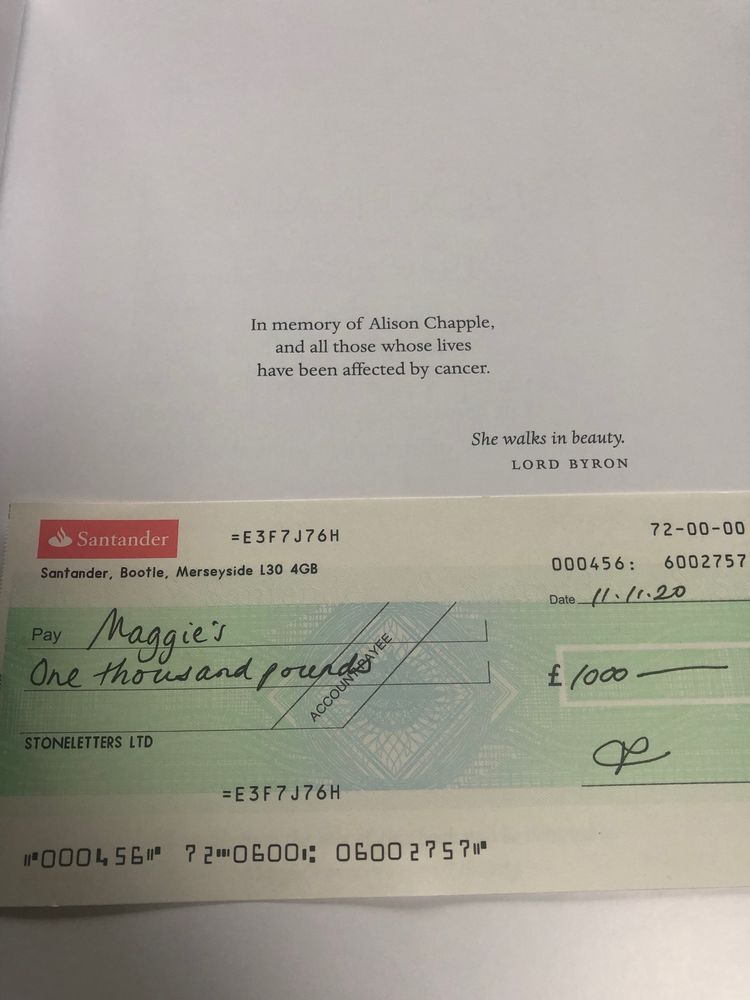 In memory of Alison Chapple,
and all those whose lives
have been affected by cancer.
She walks in beauty.
LORD BYRON
Santander
=E3F7J76H
72-00-00
Santander, Bootle, Merseyside L30 4GB
000456: 6002757
Date 11.11.20
Pay Maggie's
One thousand pounds
ACCOUNT PAYEE
£ 1000
STONELETTERS LTD
=E3F7J76H
⑈000456⑈ 72⑉0600⑆ 06002757⑈